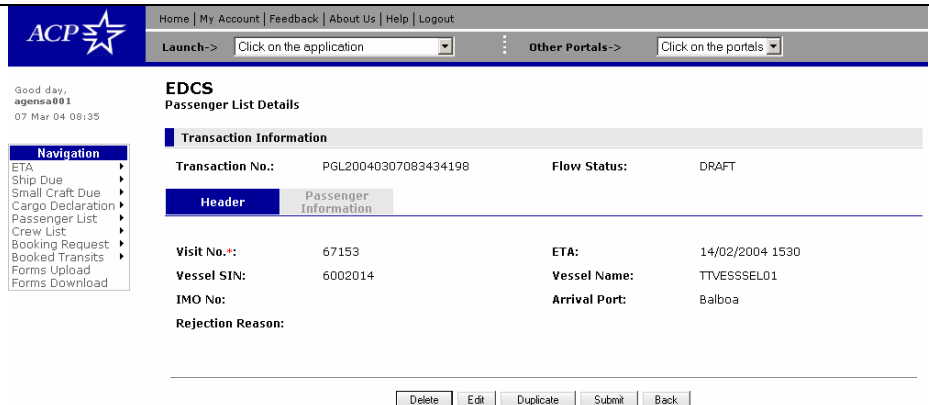 ACP
Home | My Account | Feedback | About Us | Help | Logout
Launch-> Click on the application Other Portals-> Click on the portals
Good day,
agensa001
07 Mar 04 08:35
EDCS
Passenger List Details
Transaction Information
Transaction No.: PGL20040307083434198 Flow Status: DRAFT
Navigation
ETA
Ship Due
Small Craft Due
Cargo Declaration
Passenger List
Crew List
Booking Request
Booked Transits
Forms Upload
Forms Download
Header Passenger Information
Visit No.*: 67153 ETA: 14/02/2004 1530
Vessel SIN: 6002014 Vessel Name: TTVESSSEL01
IMO No: Arrival Port: Balboa
Rejection Reason:
Delete Edit Duplicate Submit Back